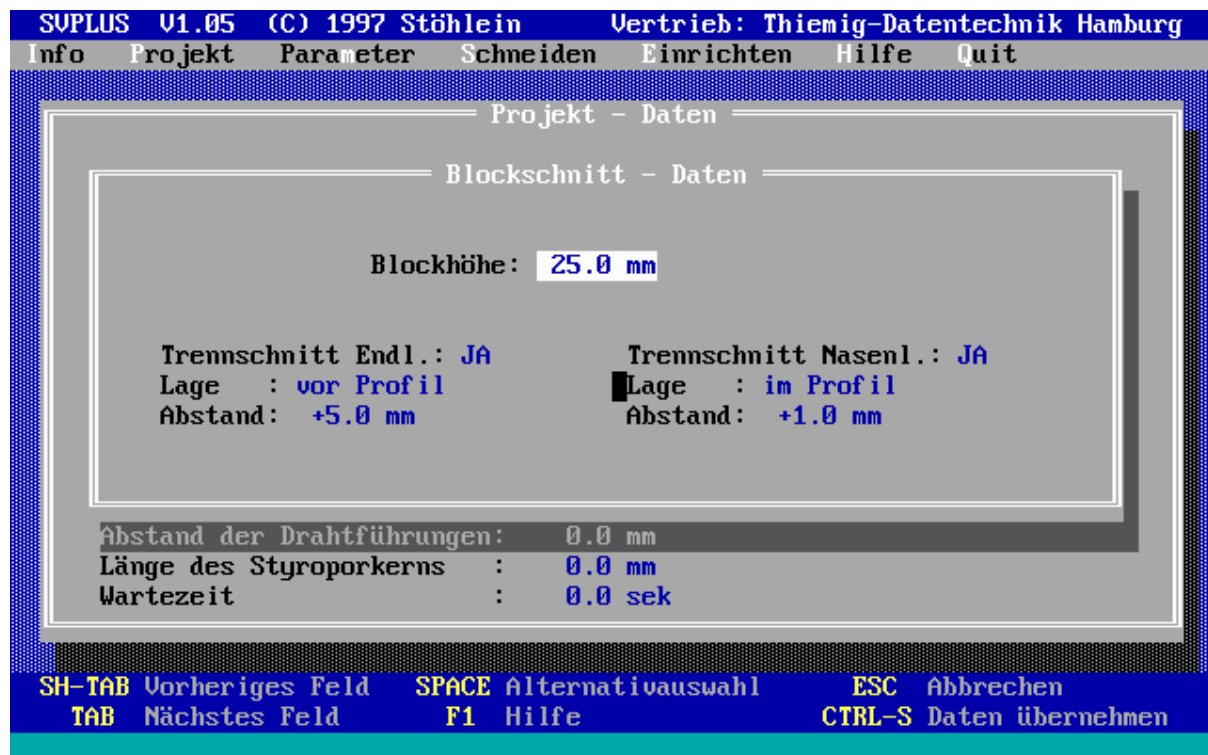 SVPLUS V1.05 (C) 1997 Stöhlein Vertrieb: Thiemig-Datentechnik Hamburg
Info Projekt Parameter Schneiden Einrichten Hilfe Quit
Projekt - Daten
Blockschnitt - Daten
Blockhöhe: 25.0 mm
Trennschnitt Endl.: JA Trennschnitt Nasenl.: JA
Lage : vor Profil Lage : im Profil
Abstand: +5.0 mm Abstand: +1.0 mm
Abstand der Drahtführungen: 0.0 mm
Länge des Styroporkerns : 0.0 mm
Wartezeit : 0.0 sek
SH-TAB Vorheriges Feld SPACE Alternativauswahl ESC Abbrechen
TAB Nächstes Feld F1 Hilfe CTRL-S Daten übernehmen